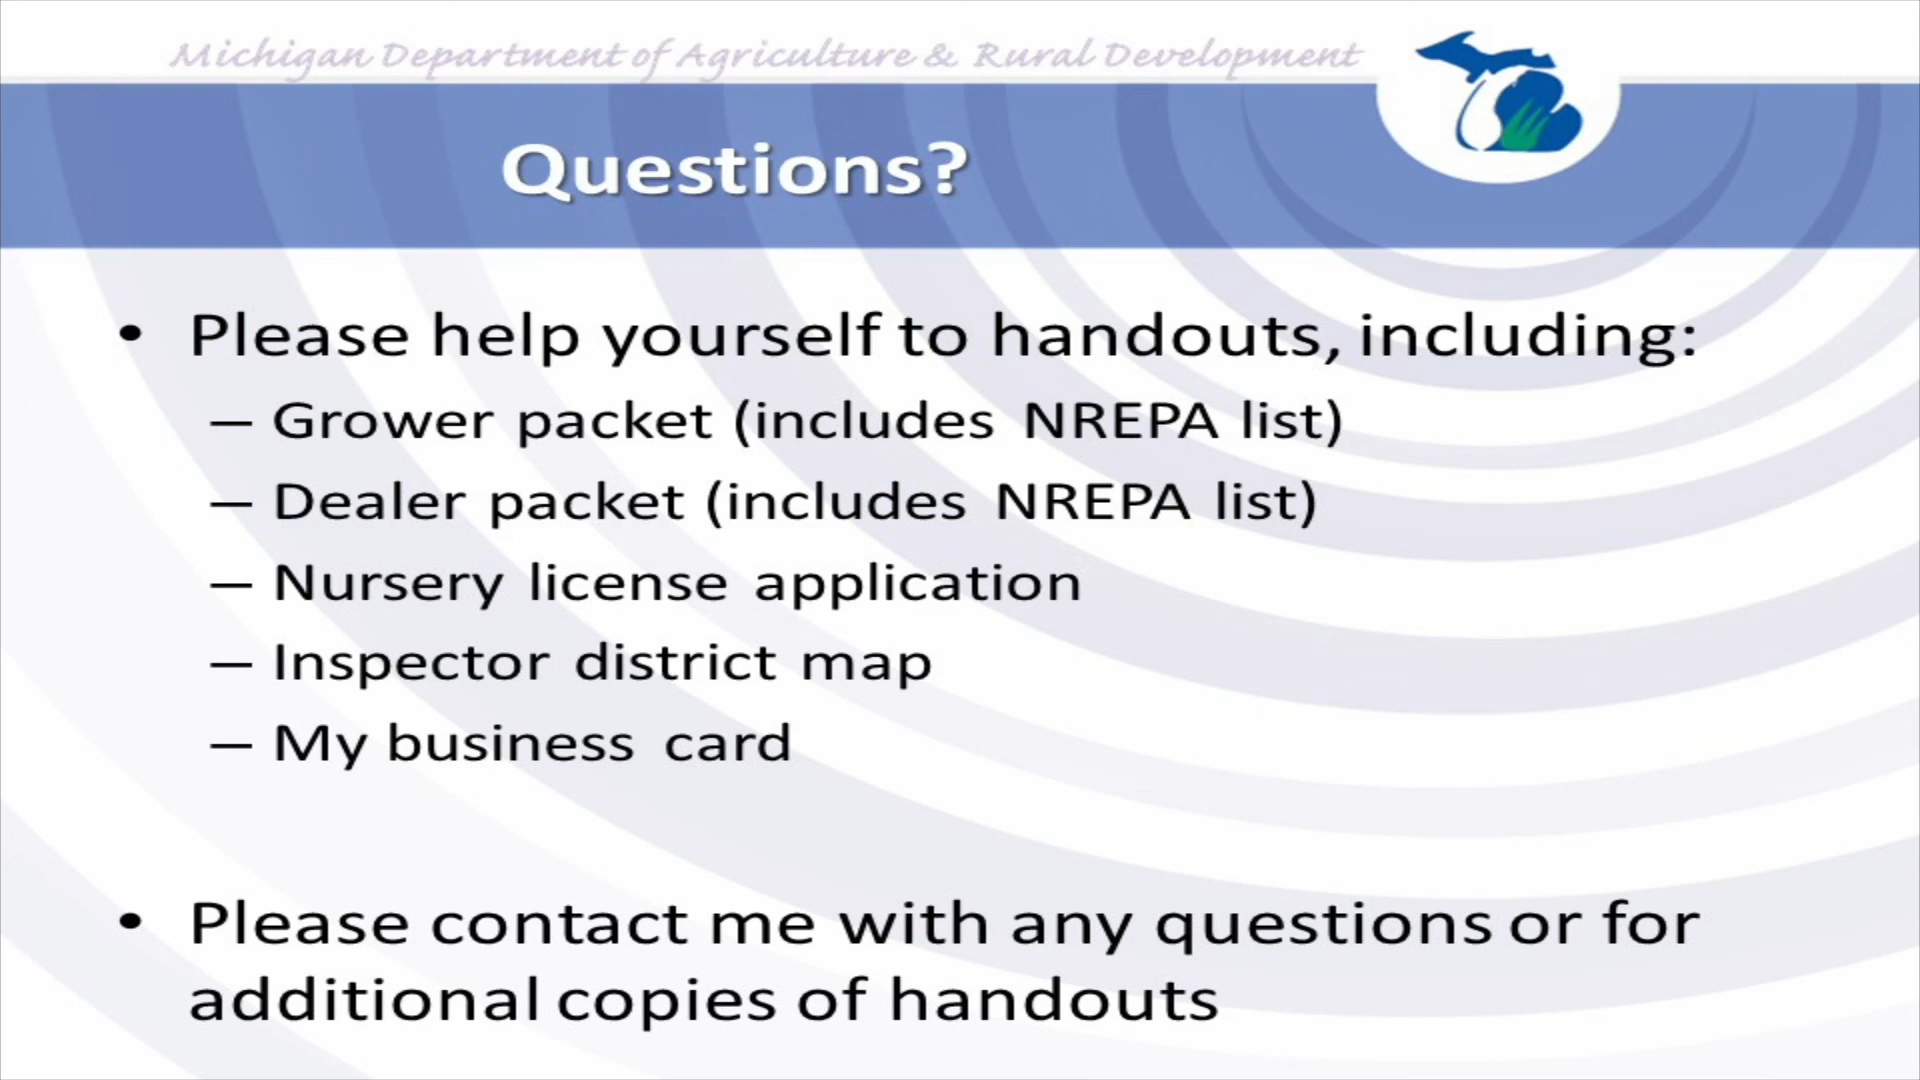 Michigan Department of Agriculture & Rural Development
Questions?
• Please help yourself to handouts, including:
– Grower packet (includes NREPA list)
– Dealer packet (includes NREPA list)
– Nursery license application
– Inspector district map
– My business card
• Please contact me with any questions or for
additional copies of handouts